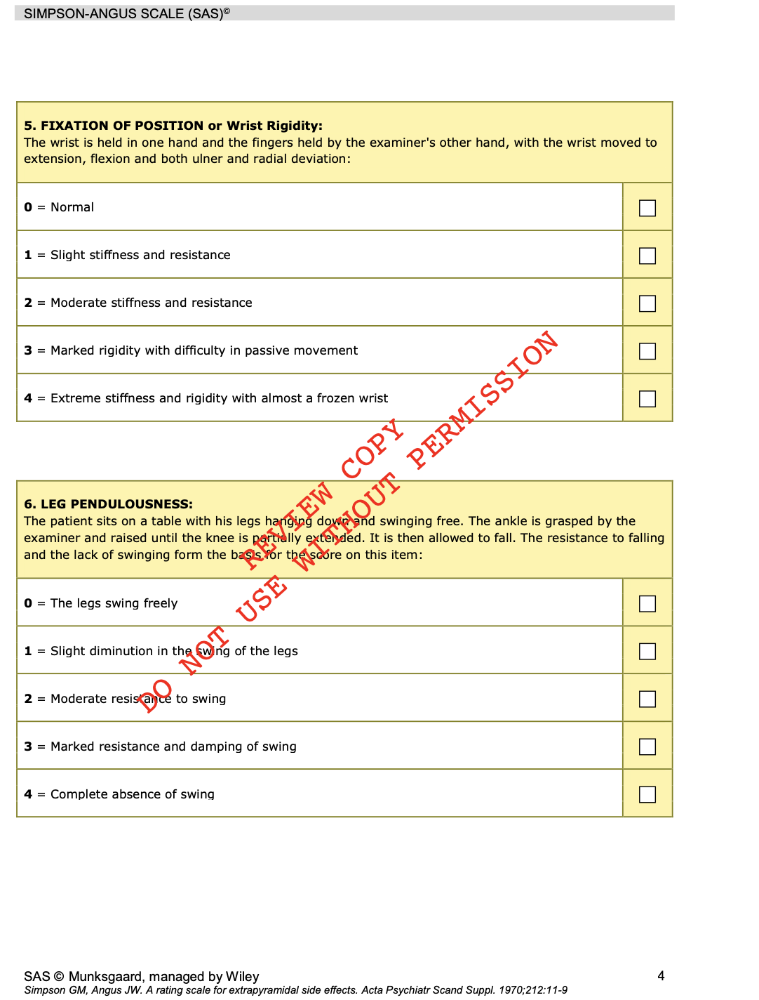 SIMPSON-ANGUS SCALE (SAS)©
5. FIXATION OF POSITION or Wrist Rigidity:
The wrist is held in one hand and the fingers held by the examiner's other hand, with the wrist moved to
extension, flexion and both ulner and radial deviation:
0 = Normal
1 = Slight stiffness and resistance
2 = Moderate stiffness and resistance
3 = Marked rigidity with difficulty in passive movement
4 = Extreme stiffness and rigidity with almost a frozen wrist
REVIEW COPY
DO NOT USE WITHOUT PERMISSION
6. LEG PENDULOUSNESS:
The patient sits on a table with his legs hanging down and swinging free. The ankle is grasped by the
examiner and raised until the knee is partially extended. It is then allowed to fall. The resistance to falling
and the lack of swinging form the basis for the score on this item:
0 = The legs swing freely
1 = Slight diminution in the swing of the legs
2 = Moderate resistance to swing
3 = Marked resistance and damping of swing
4 = Complete absence of swing
SAS © Munksgaard, managed by Wiley
4
Simpson GM, Angus JW. A rating scale for extrapyramidal side effects. Acta Psychiatr Scand Suppl. 1970;212:11-9